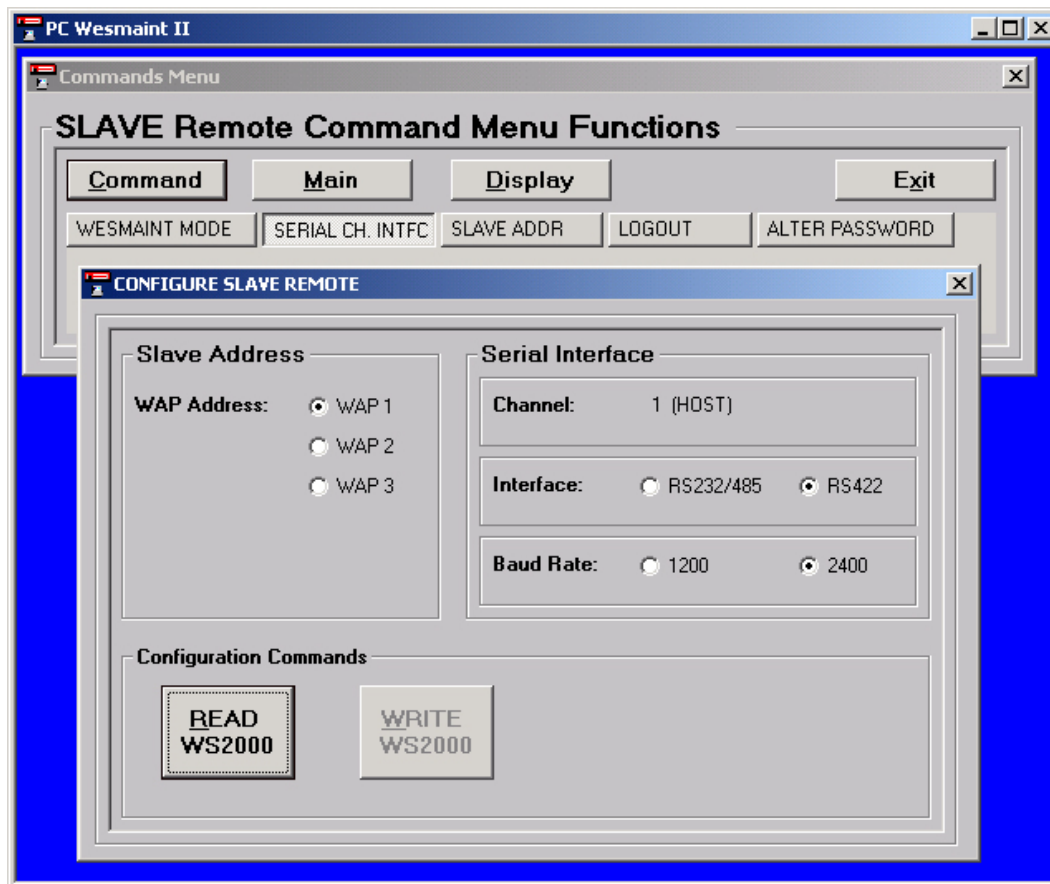 PC Wesmaint II
Commands Menu
SLAVE Remote Command Menu Functions
Command Main Display Exit
WESMAINT MODE SERIAL CH. INTFC SLAVE ADDR LOGOUT ALTER PASSWORD
CONFIGURE SLAVE REMOTE
Slave Address
WAP Address: WAP 1
WAP 2
WAP 3
Serial Interface
Channel: 1 (HOST)
Interface: RS232/485 RS422
Baud Rate: 1200 2400
Configuration Commands
READ
WS2000
WRITE
WS2000